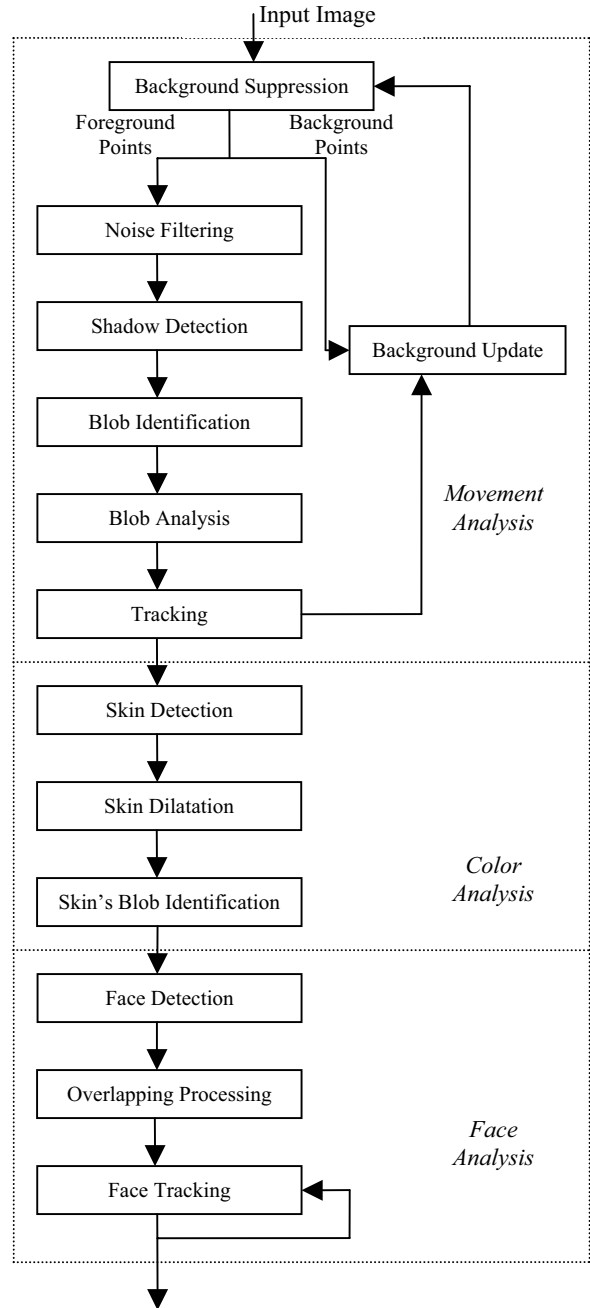 Input Image
Background Suppression
Foreground
Points
Background
Points
Noise Filtering
Shadow Detection
Background Update
Blob Identification
Blob Analysis
Movement
Analysis
Tracking
Skin Detection
Skin Dilatation
Skin's Blob Identification
Color
Analysis
Face Detection
Overlapping Processing
Face Tracking
Face
Analysis